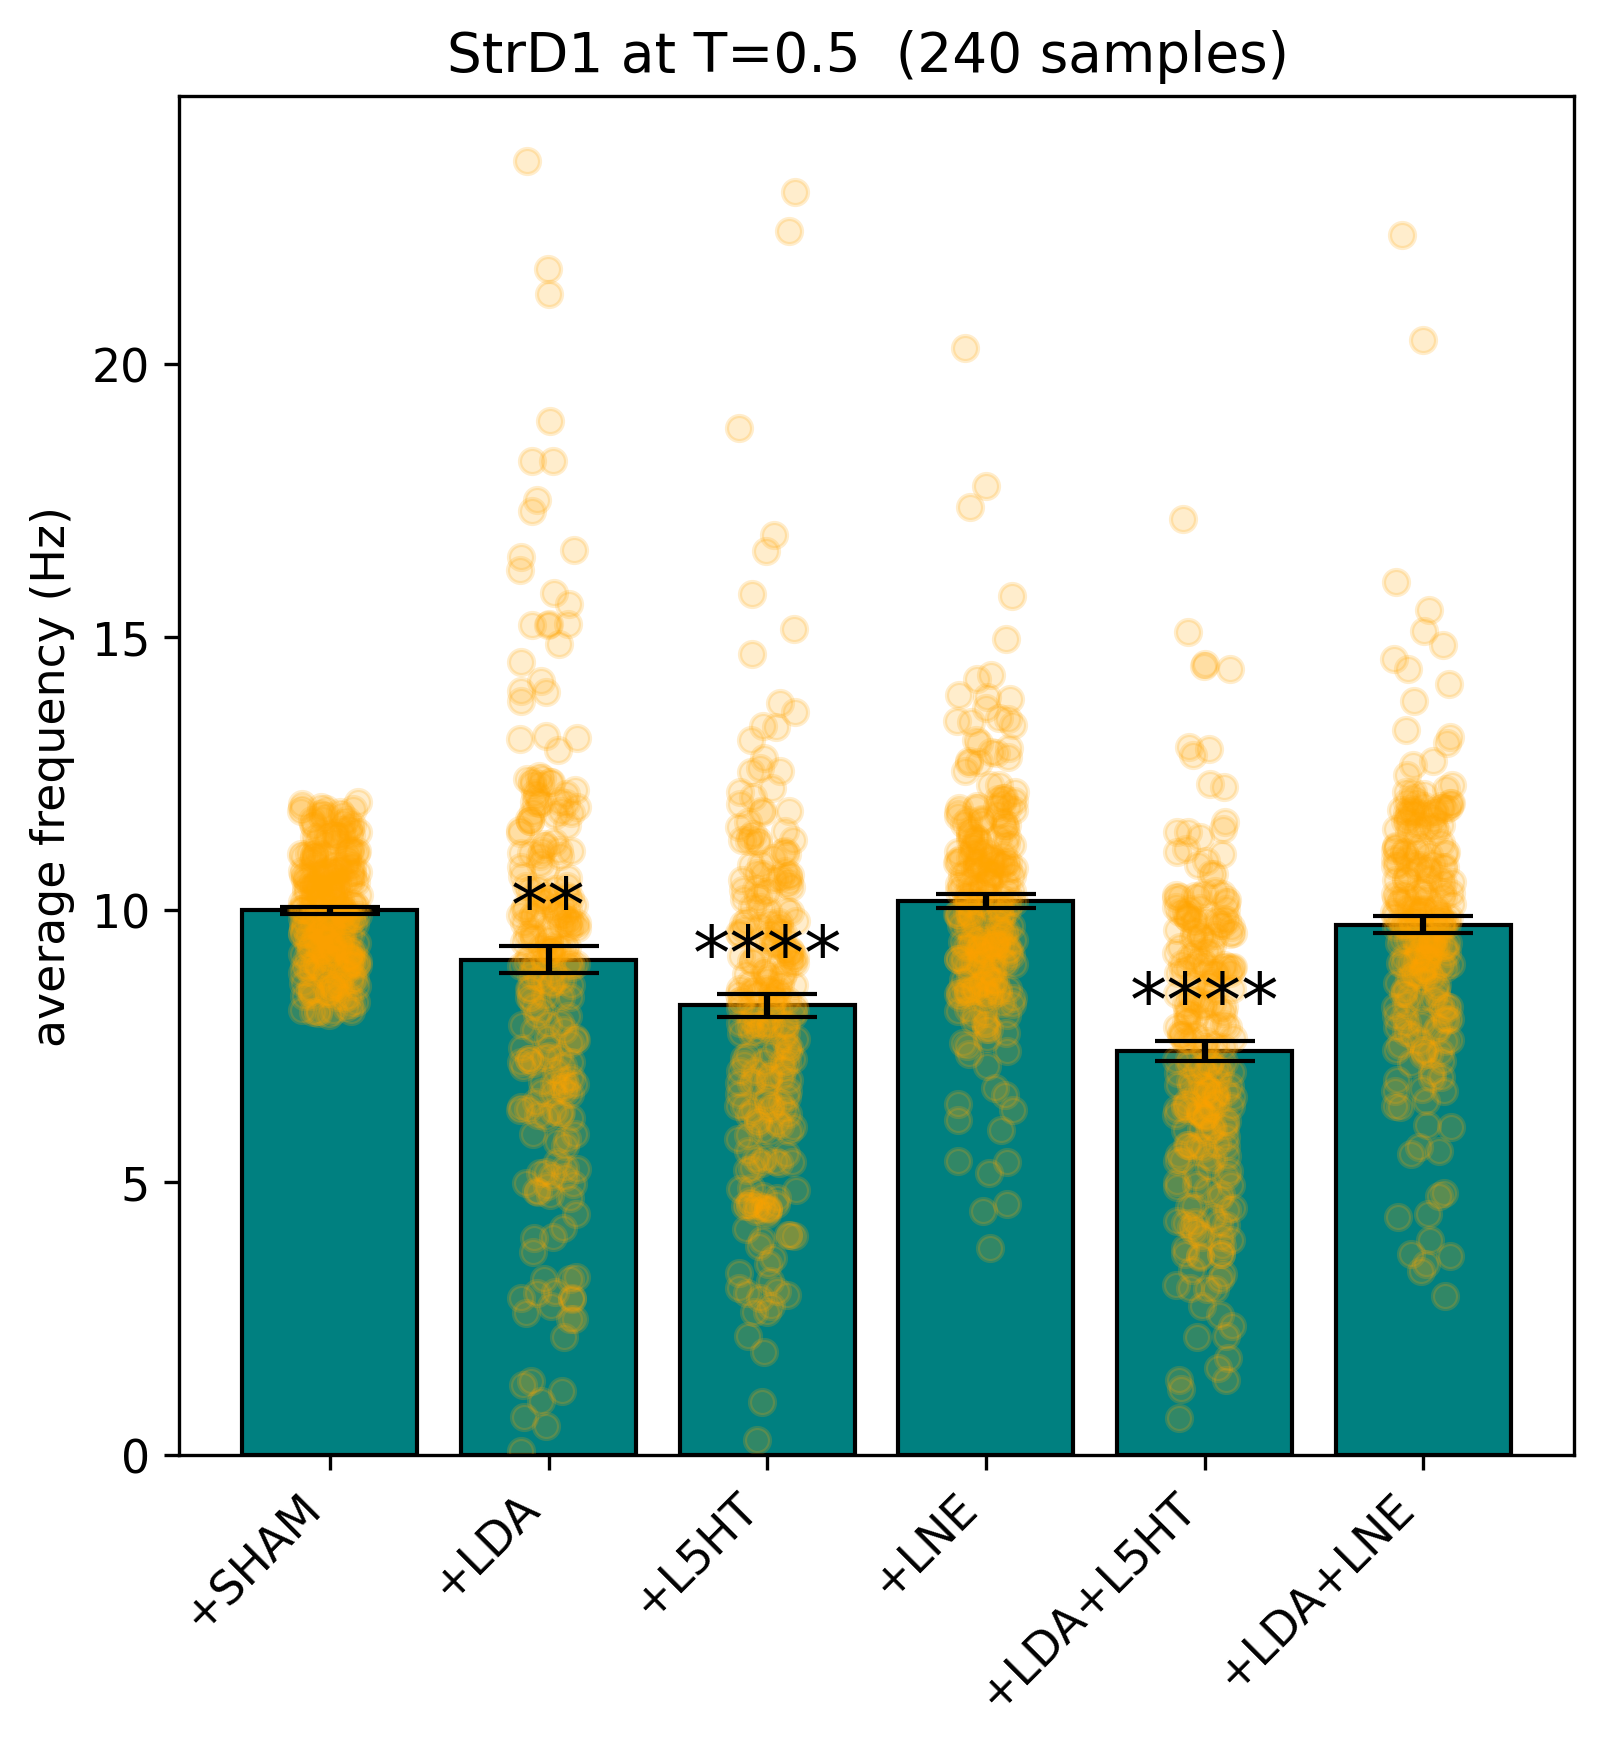 StrD1 at T=0.5 (240 samples)
average frequency (Hz)
20
15
10
5
0
**
****
****
+SHAM
+LDA
+L5HT
+LNE
+LDA+L5HT
+LDA+LNE